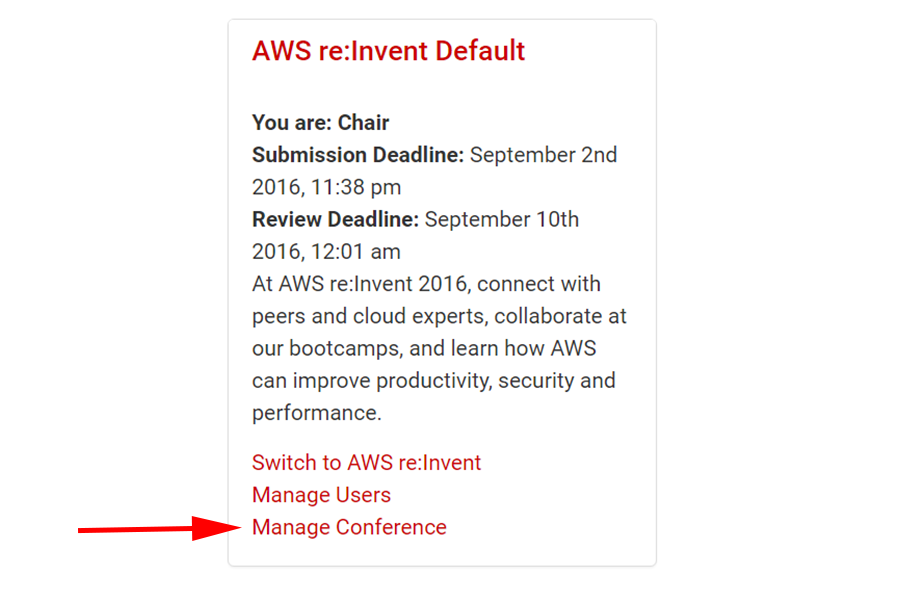 AWS re:Invent Default
You are: Chair
Submission Deadline: September 2nd
2016, 11:38 pm
Review Deadline: September 10th
2016, 12:01 am
At AWS re:Invent 2016, connect with
peers and cloud experts, collaborate at
our bootcamps, and learn how AWS
can improve productivity, security and
performance.
Switch to AWS re:Invent
Manage Users
Manage Conference